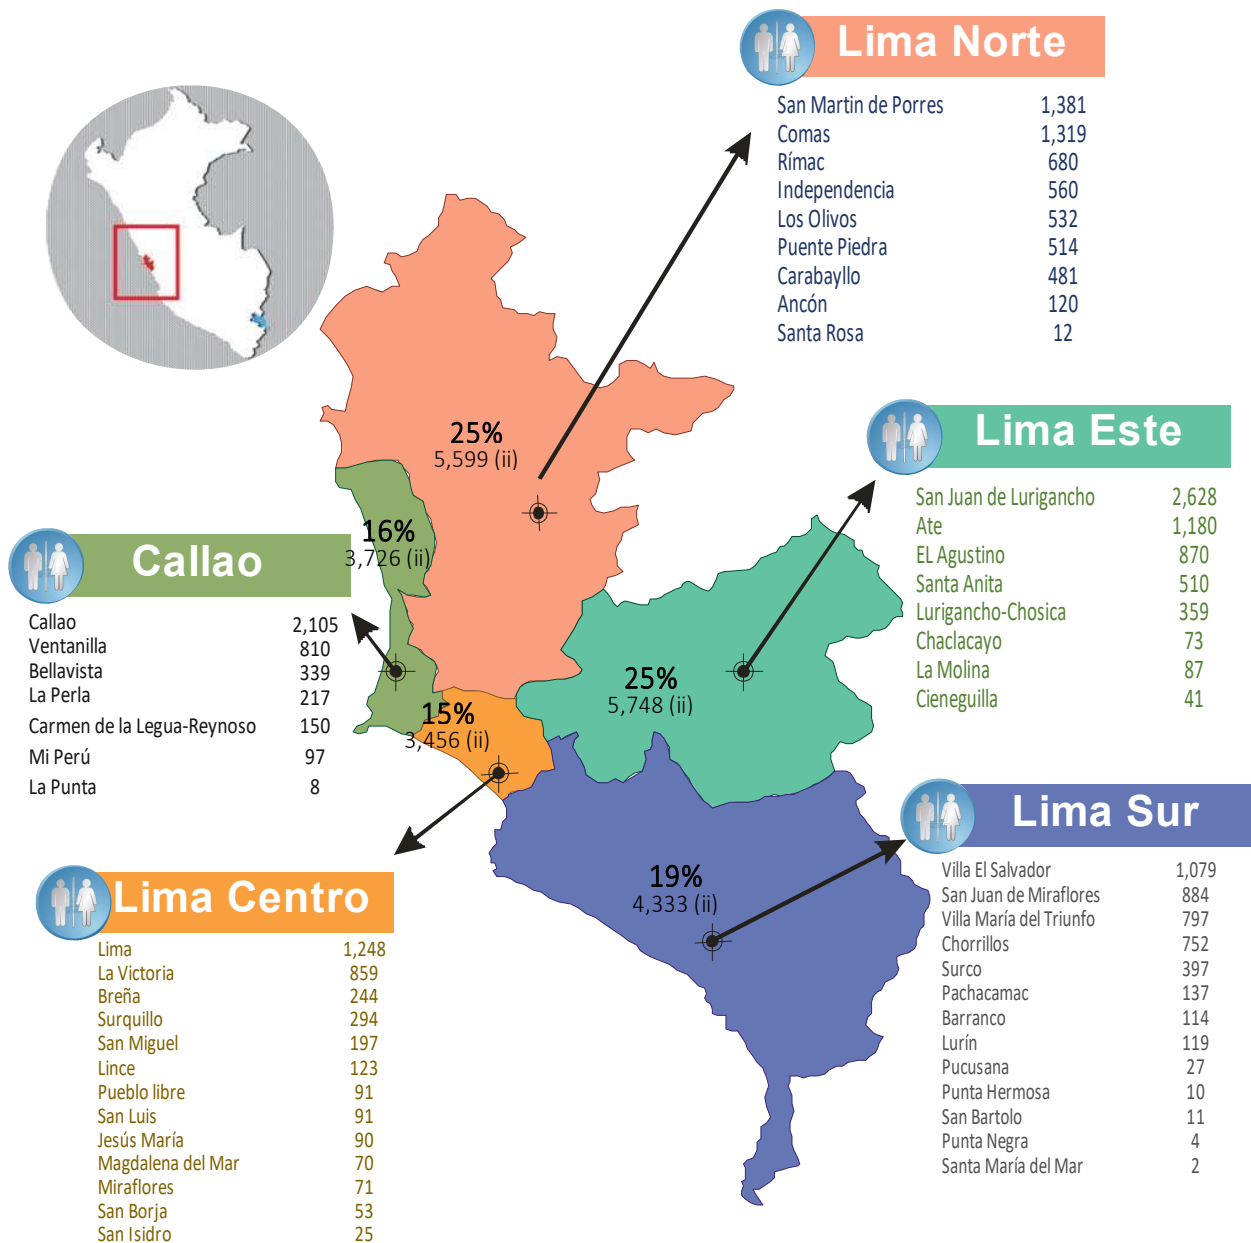 Lima Norte
San Martin de Porres 1,381
Comas 1,319
Rímac 680
Independencia 560
Los Olivos 532
Puente Piedra 514
Carabayllo 481
Ancón 120
Santa Rosa 12
25%
5,599 (ii)
Lima Este
San Juan de Lurigancho 2,628
Ate 1,180
EL Agustino 870
Santa Anita 510
Lurigancho-Chosica 359
Chaclacayo 73
La Molina 87
Cieneguilla 41
16%
3,726 (ii)
Callao
Callao 2,105
Ventanilla 810
Bellavista 339
La Perla 217
Carmen de la Legua-Reynoso 150
Mi Perú 97
La Punta 8
25%
5,748 (ii)
15%
3,456 (ii)
Lima Sur
Villa El Salvador 1,079
San Juan de Miraflores 884
Villa María del Triunfo 797
Chorrillos 752
Surco 397
Pachacamac 137
Barranco 114
Lurín 119
Pucusana 27
Punta Hermosa 10
San Bartolo 11
Punta Negra 4
Santa María del Mar 2
19%
4,333 (ii)
Lima Centro
Lima 1,248
La Victoria 859
Breña 244
Surquillo 294
San Miguel 197
Lince 123
Pueblo libre 91
San Luis 91
Jesús María 90
Magdalena del Mar 70
Miraflores 71
San Borja 53
San Isidro 25